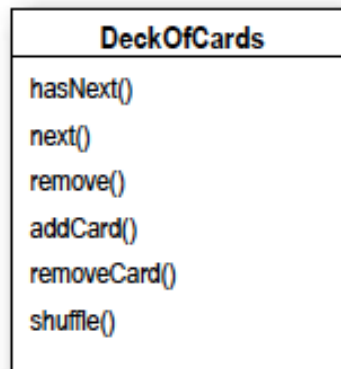 DeckOfCards
hasNext()
next()
remove()
addCard()
removeCard()
shuffle()